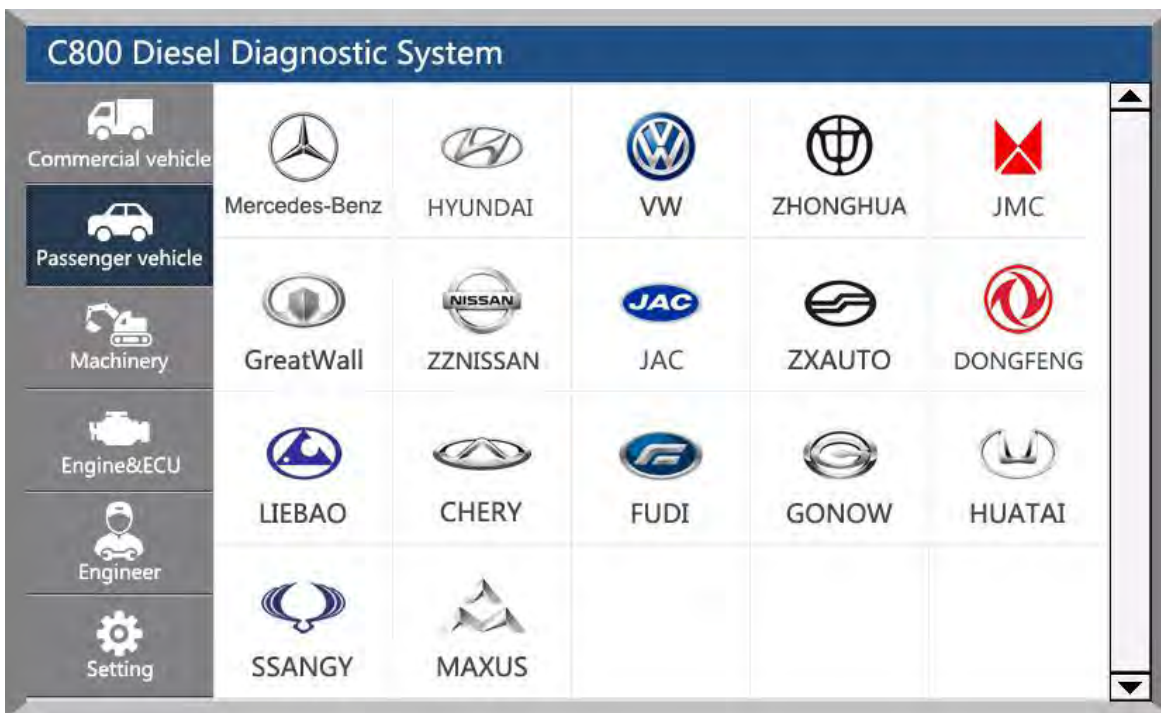 C800 Diesel Diagnostic System
Commercial vehicle
Passenger vehicle
Machinery
Engine&ECU
Engineer
Setting
Mercedes-Benz
HYUNDAI
VW
ZHONGHUA
JMC
GreatWall
NISSAN
ZZNISSAN
JAC
JAC
ZXAUTO
DONGFENG
LIEBAO
CHERY
FUDI
GONOW
HUATAI
SSANGY
MAXUS